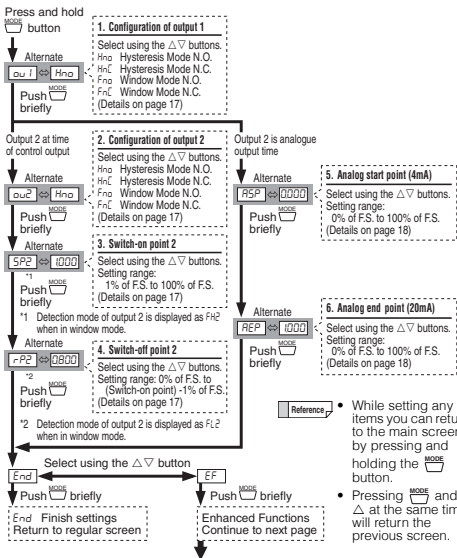 Press and hold
MODE
button
1. Configuration of output 1
Select using the △▽ buttons.
Hno Hysteresis Mode N.O.
HnC Hysteresis Mode N.C.
Fno Window Mode N.O.
FnC Window Mode N.C.
(Details on page 17)
Alternate
ou1 ⇔ Hno
Push MODE
briefly
Output 2 at time
of control output
Output 2 is analogue
output time
2. Configuration of output 2
Select using the △▽ buttons.
Hno Hysteresis Mode N.O.
HnC Hysteresis Mode N.C.
Fno Window Mode N.O.
FnC Window Mode N.C.
(Details on page 17)
Alternate
ou2 ⇔ Hno
Push MODE
briefly
Alternate
SP2 ⇔ 1.000
*1
Push MODE
briefly
3. Switch-on point 2
Select using the △▽ buttons.
Setting range:
1% of F.S. to 100% of F.S.
(Details on page 17)
*1 Detection mode of output 2 is displayed as FH2
when in window mode.
Alternate
rP2 ⇔ 0.800
*2
Push MODE
briefly
4. Switch-off point 2
Select using the △▽ buttons.
Setting range: 0% of F.S. to
(Switch-on point) -1% of F.S.
(Details on page 17)
*2 Detection mode of output 2 is displayed as FL2
when in window mode.
Alternate
ASP ⇔ 0.000
Push MODE
briefly
5. Analog start point (4mA)
Select using the △▽ buttons.
Setting range:
0% of F.S. to 100% of F.S.
(Details on page 18)
Alternate
AEP ⇔ 1.000
Push MODE
briefly
6. Analog end point (20mA)
Select using the △▽ buttons.
Setting range:
0% of F.S. to 100% of F.S.
(Details on page 18)
Reference
• While setting any
items you can retu
to the main screen
by pressing and
holding the MODE
button.
• Pressing MODE and
△ at the same tim
will return the
previous screen.
Select using the △▽ button
End
EF
Push MODE briefly
Push MODE briefly
End Finish settings
Return to regular screen
Enhanced Functions
Continue to next page